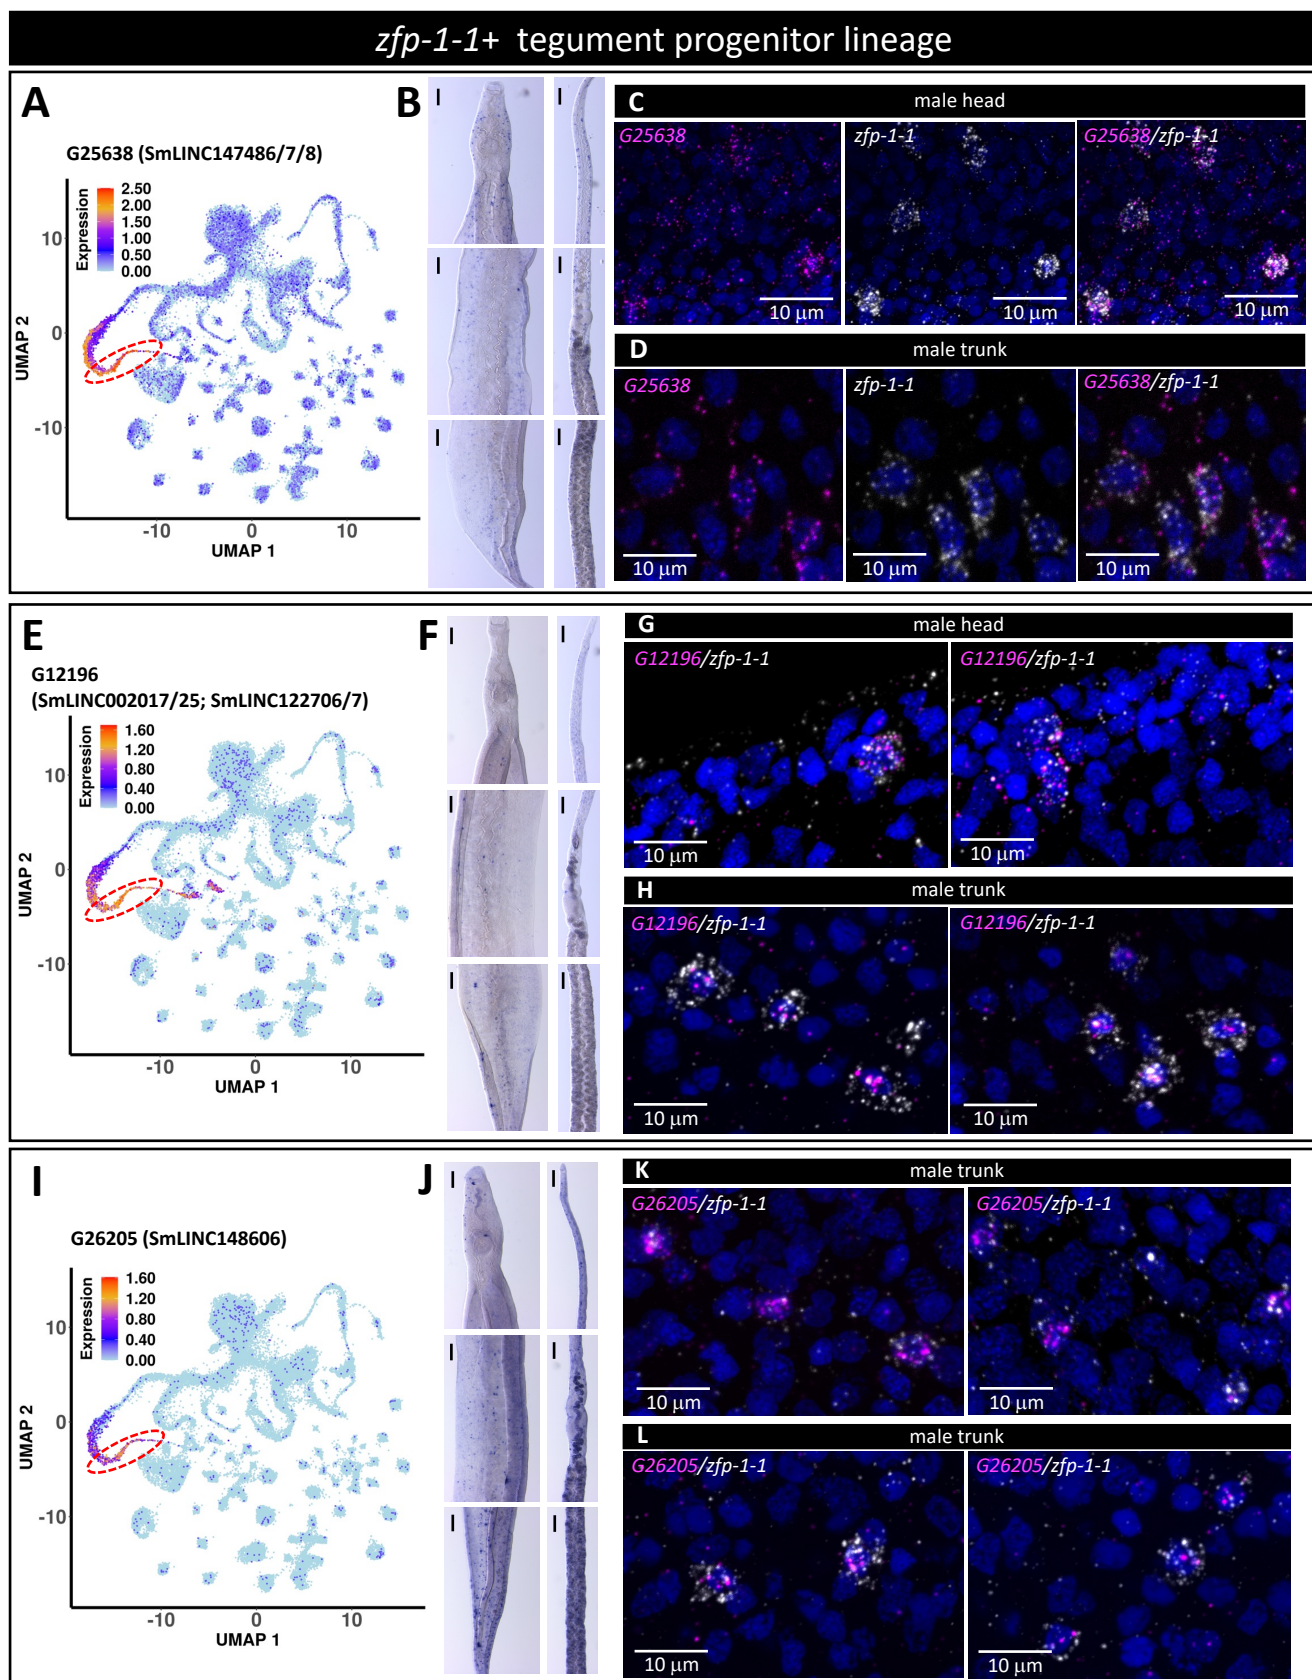 zfp-1-1+ tegument progenitor lineage
A
G25638 (SmLINC147486/7/8)
Expression
2.50
2.00
1.50
1.00
0.50
0.00
UMAP 2
10
0
-10
-10
0
10
UMAP 1
B
C
male head
G25638
zfp-1-1
G25638/zfp-1-1
10 µm
10 µm
10 µm
D
male trunk
G25638
zfp-1-1
G25638/zfp-1-1
10 µm
10 µm
10 µm
E
G12196
(SmLINC002017/25; SmLINC122706/7)
Expression
1.60
1.20
0.80
0.40
0.00
UMAP 2
10
0
-10
-10
0
10
UMAP 1
F
G
male head
G12196/zfp-1-1
G12196/zfp-1-1
10 µm
10 µm
H
male trunk
G12196/zfp-1-1
G12196/zfp-1-1
10 µm
10 µm
I
G26205 (SmLINC148606)
Expression
1.60
1.20
0.80
0.40
0.00
UMAP 2
10
0
-10
-10
0
10
UMAP 1
J
K
male trunk
G26205/zfp-1-1
G26205/zfp-1-1
10 µm
10 µm
L
male trunk
G26205/zfp-1-1
G26205/zfp-1-1
10 µm
10 µm